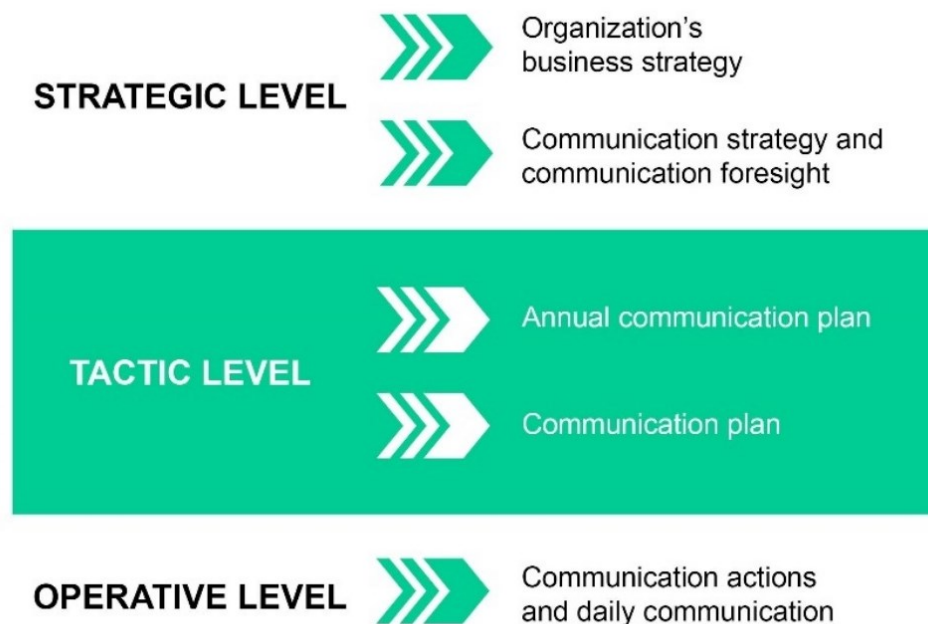 STRATEGIC LEVEL
Organization's
business strategy
Communication strategy and
communication foresight
TACTIC LEVEL
Annual communication plan
Communication plan
OPERATIVE LEVEL
Communication actions
and daily communication